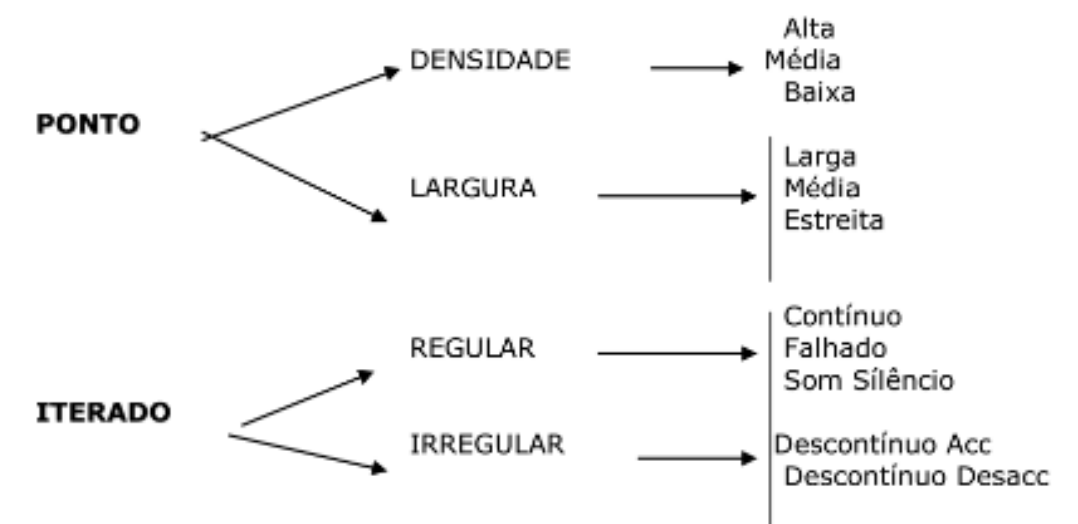 Alta
DENSIDADE
Média
Baixa
PONTO
Larga
LARGURA
Média
Estreita
Contínuo
REGULAR
Falhado
Som Sílêncio
ITERADO
IRREGULAR
Descontínuo Acc
Descontínuo Desacc